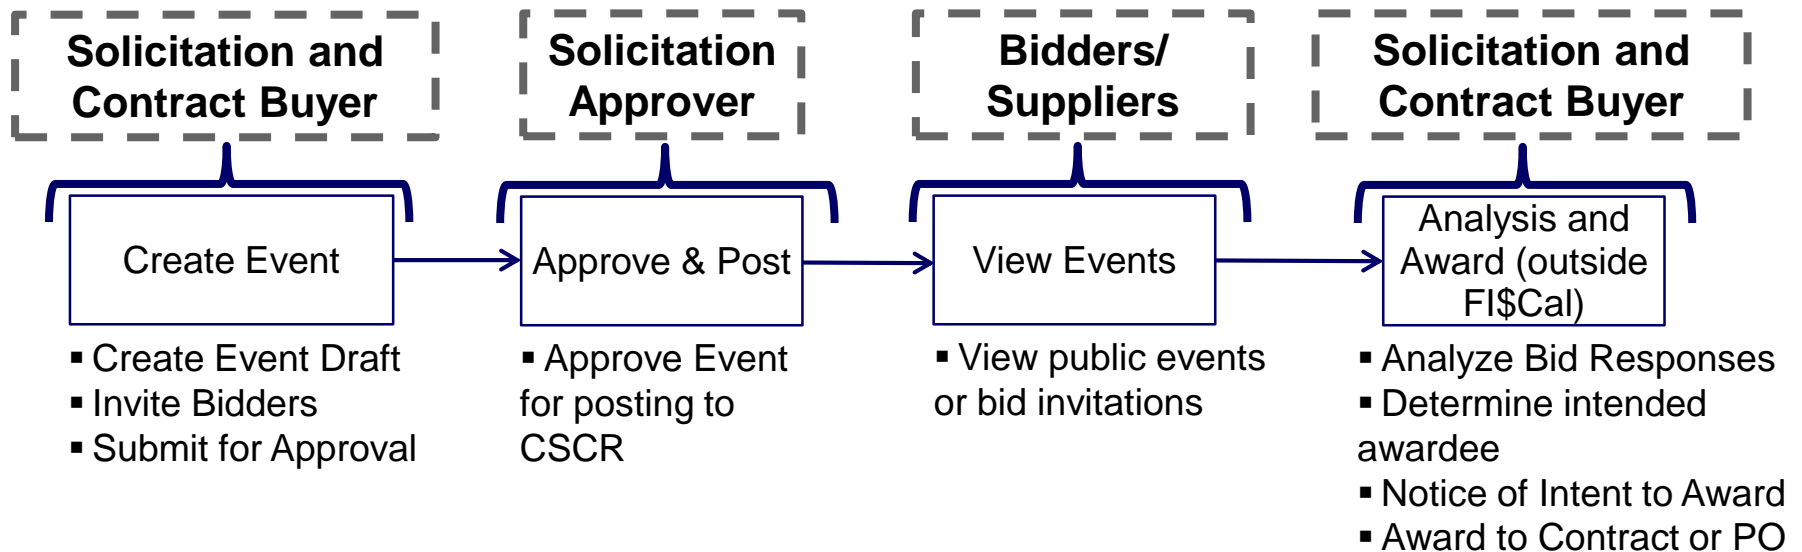 Solicitation and
Contract Buyer
Solicitation
Approver
Bidders/
Suppliers
Solicitation and
Contract Buyer
Create Event
Approve & Post
View Events
Analysis and
Award (outside
FI$Cal)
▪ Create Event Draft
▪ Invite Bidders
▪ Submit for Approval
▪ Approve Event
for posting to
CSCR
▪ View public events
or bid invitations
▪ Analyze Bid Responses
▪ Determine intended
awardee
▪ Notice of Intent to Award
▪ Award to Contract or PO